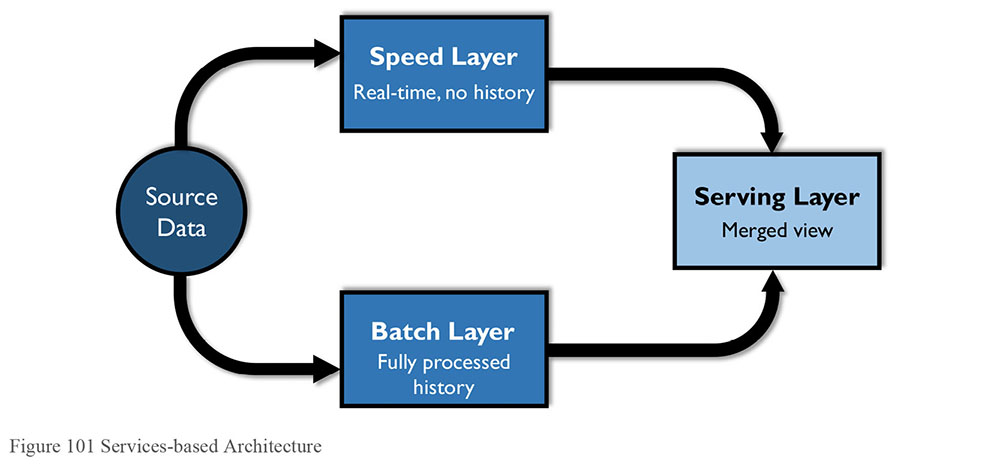 Speed Layer
Real-time, no history
Source
Data
Serving Layer
Merged view
Batch Layer
Fully processed
history
Figure 101 Services-based Architecture